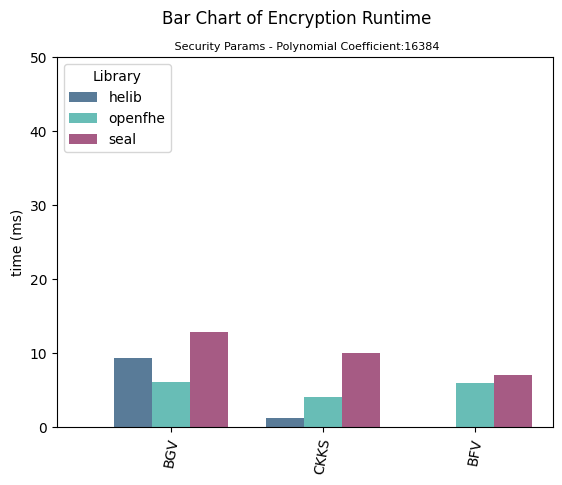 Bar Chart of Encryption Runtime
Security Params - Polynomial Coefficient:16384
50
40
30
20
10
0
time (ms)
Library
helib
openfhe
seal
BGV
CKKS
BFV